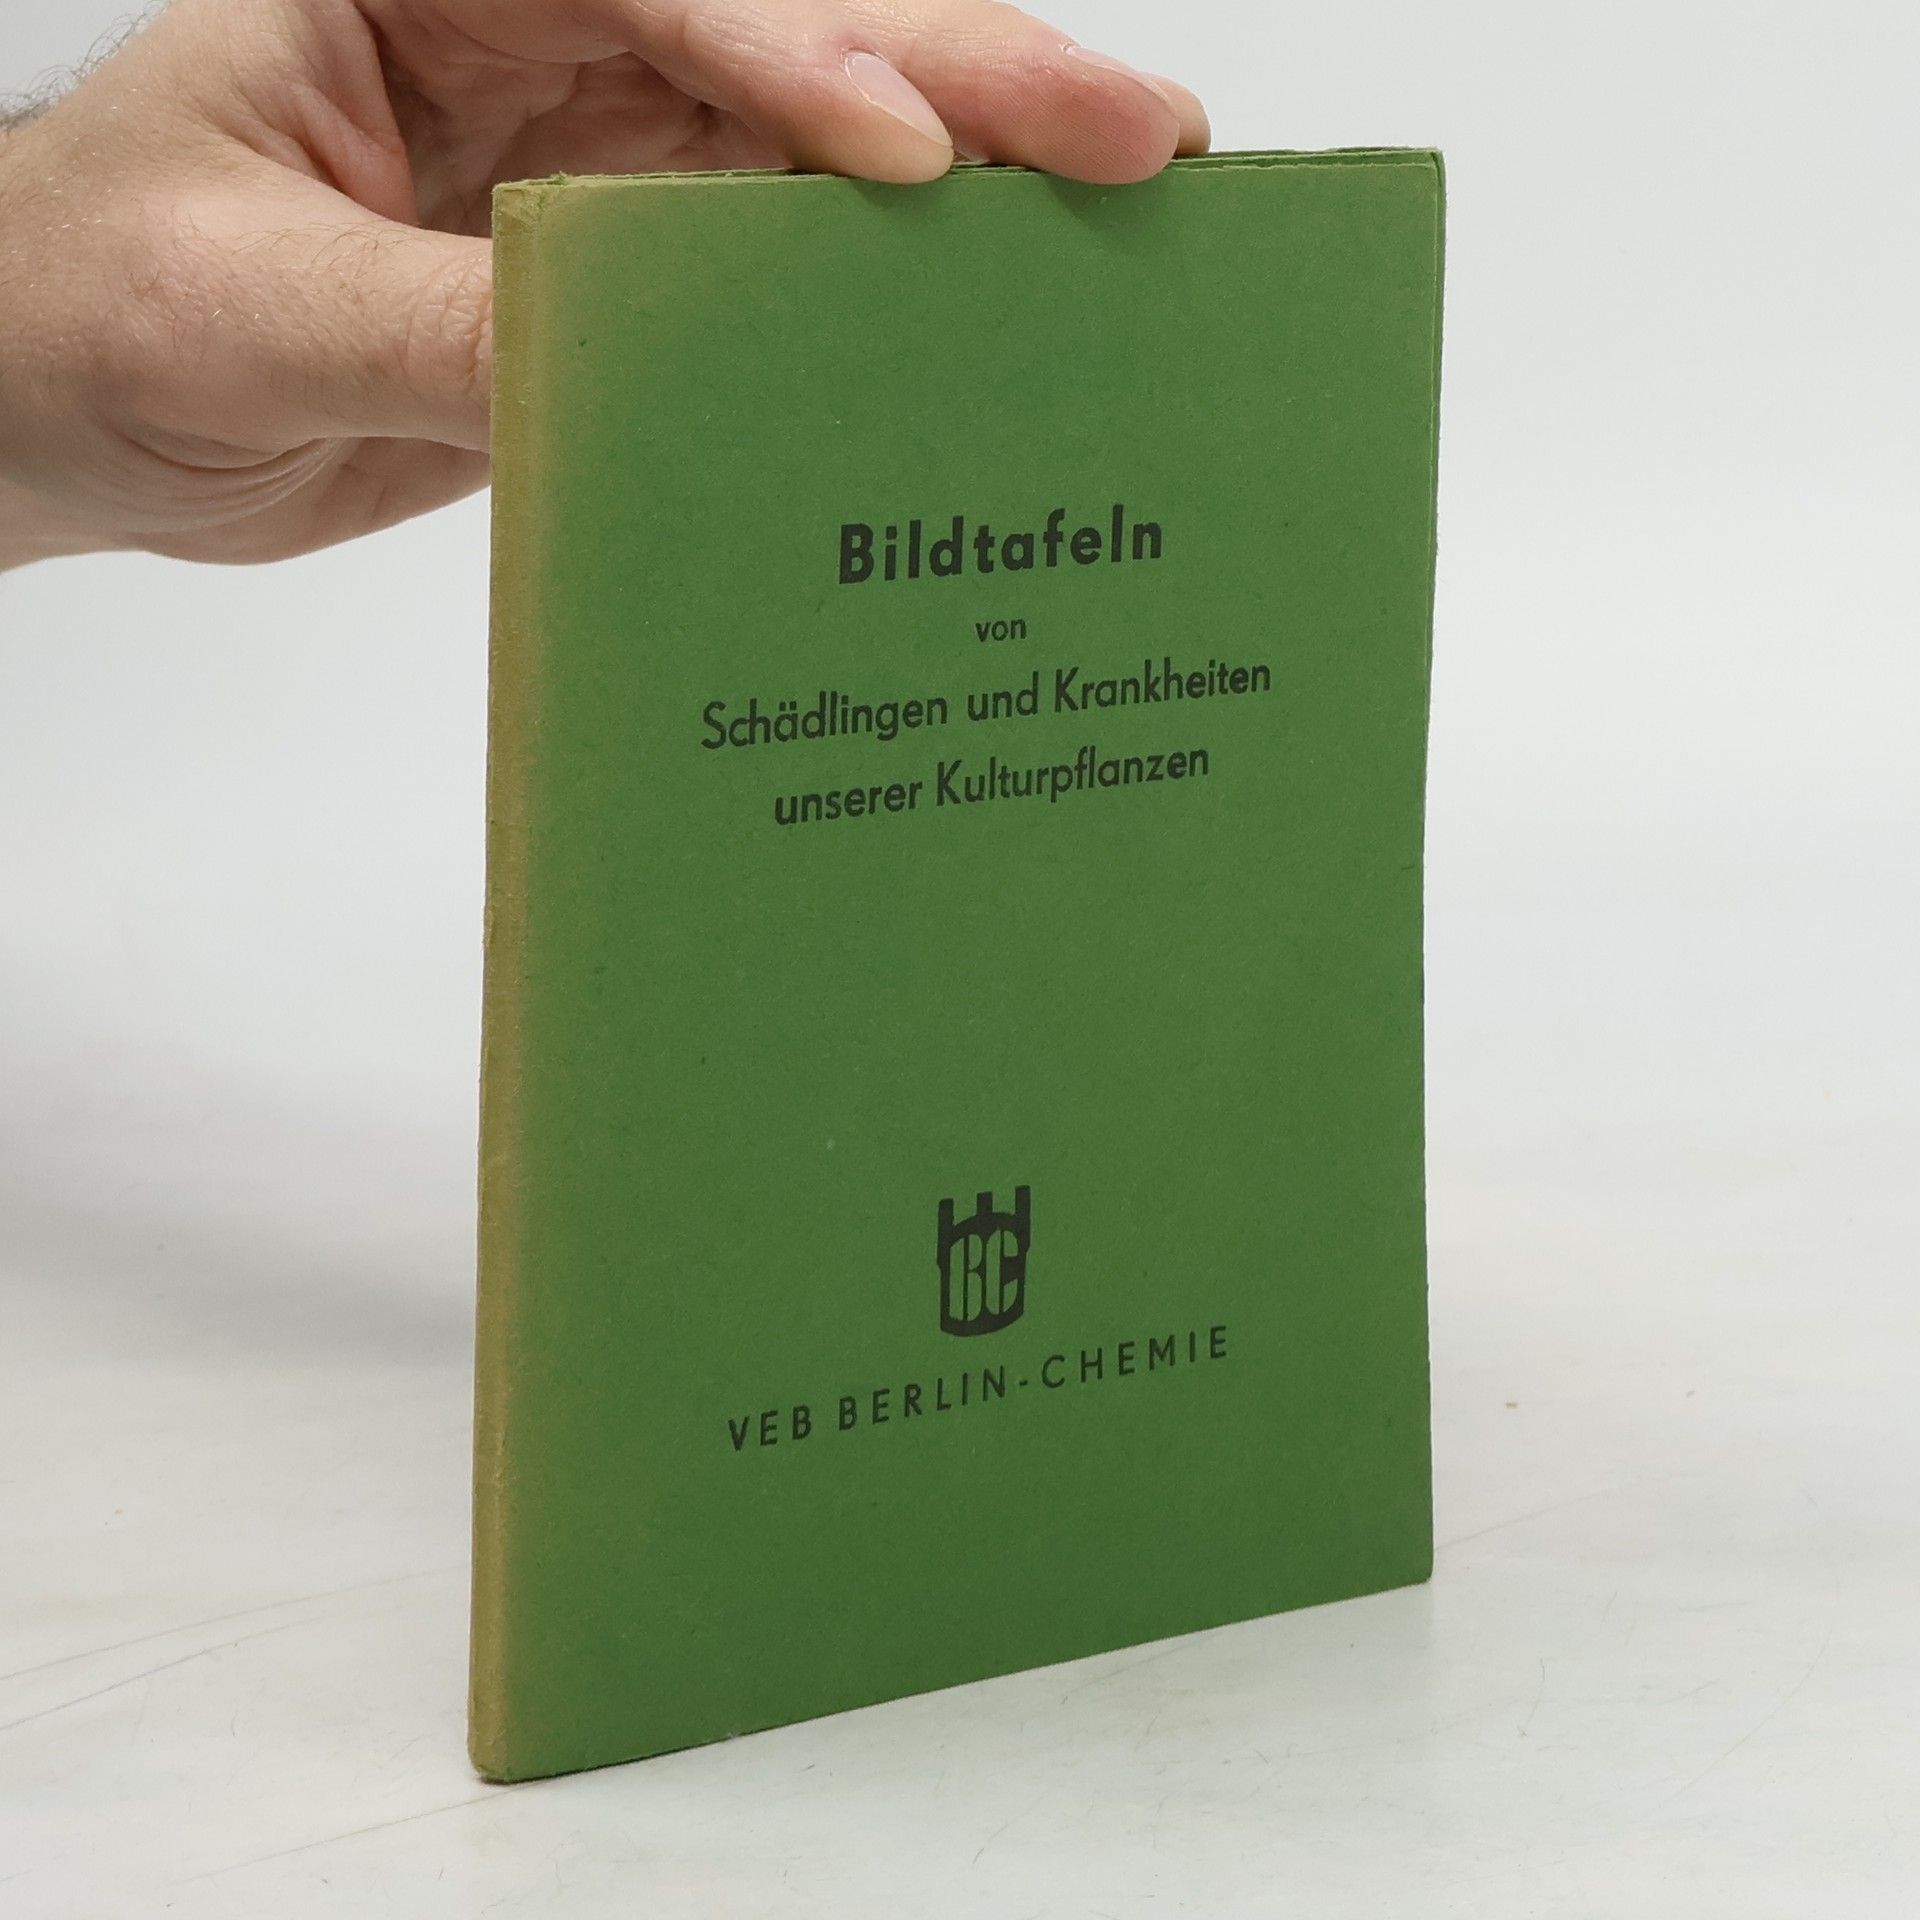 Bildtafeln
von
Schädlingen und Krankheiten
unserer Kulturpflanzen
BC
VEB BERLIN-CHEMIE